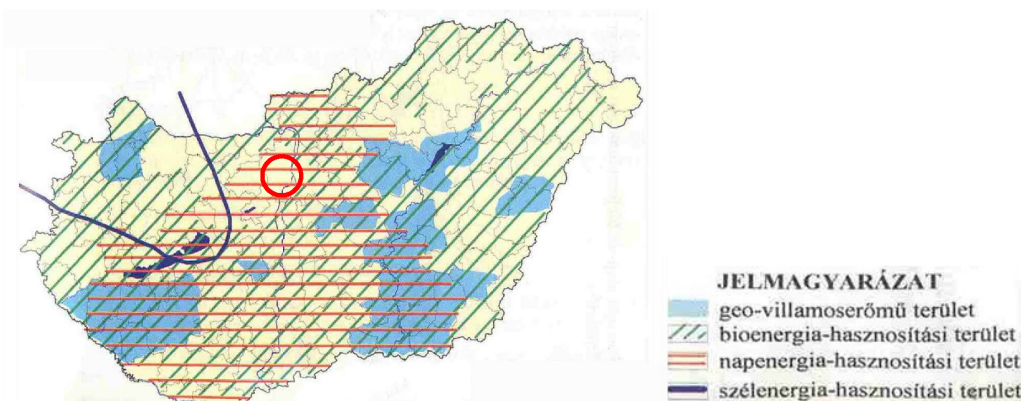 JELMAGYARÁZAT
geo-villamoserőmű terület
bioenergia-hasznosítási terület
napenergia-hasznosítási terület
szélenergia-hasznosítási terület